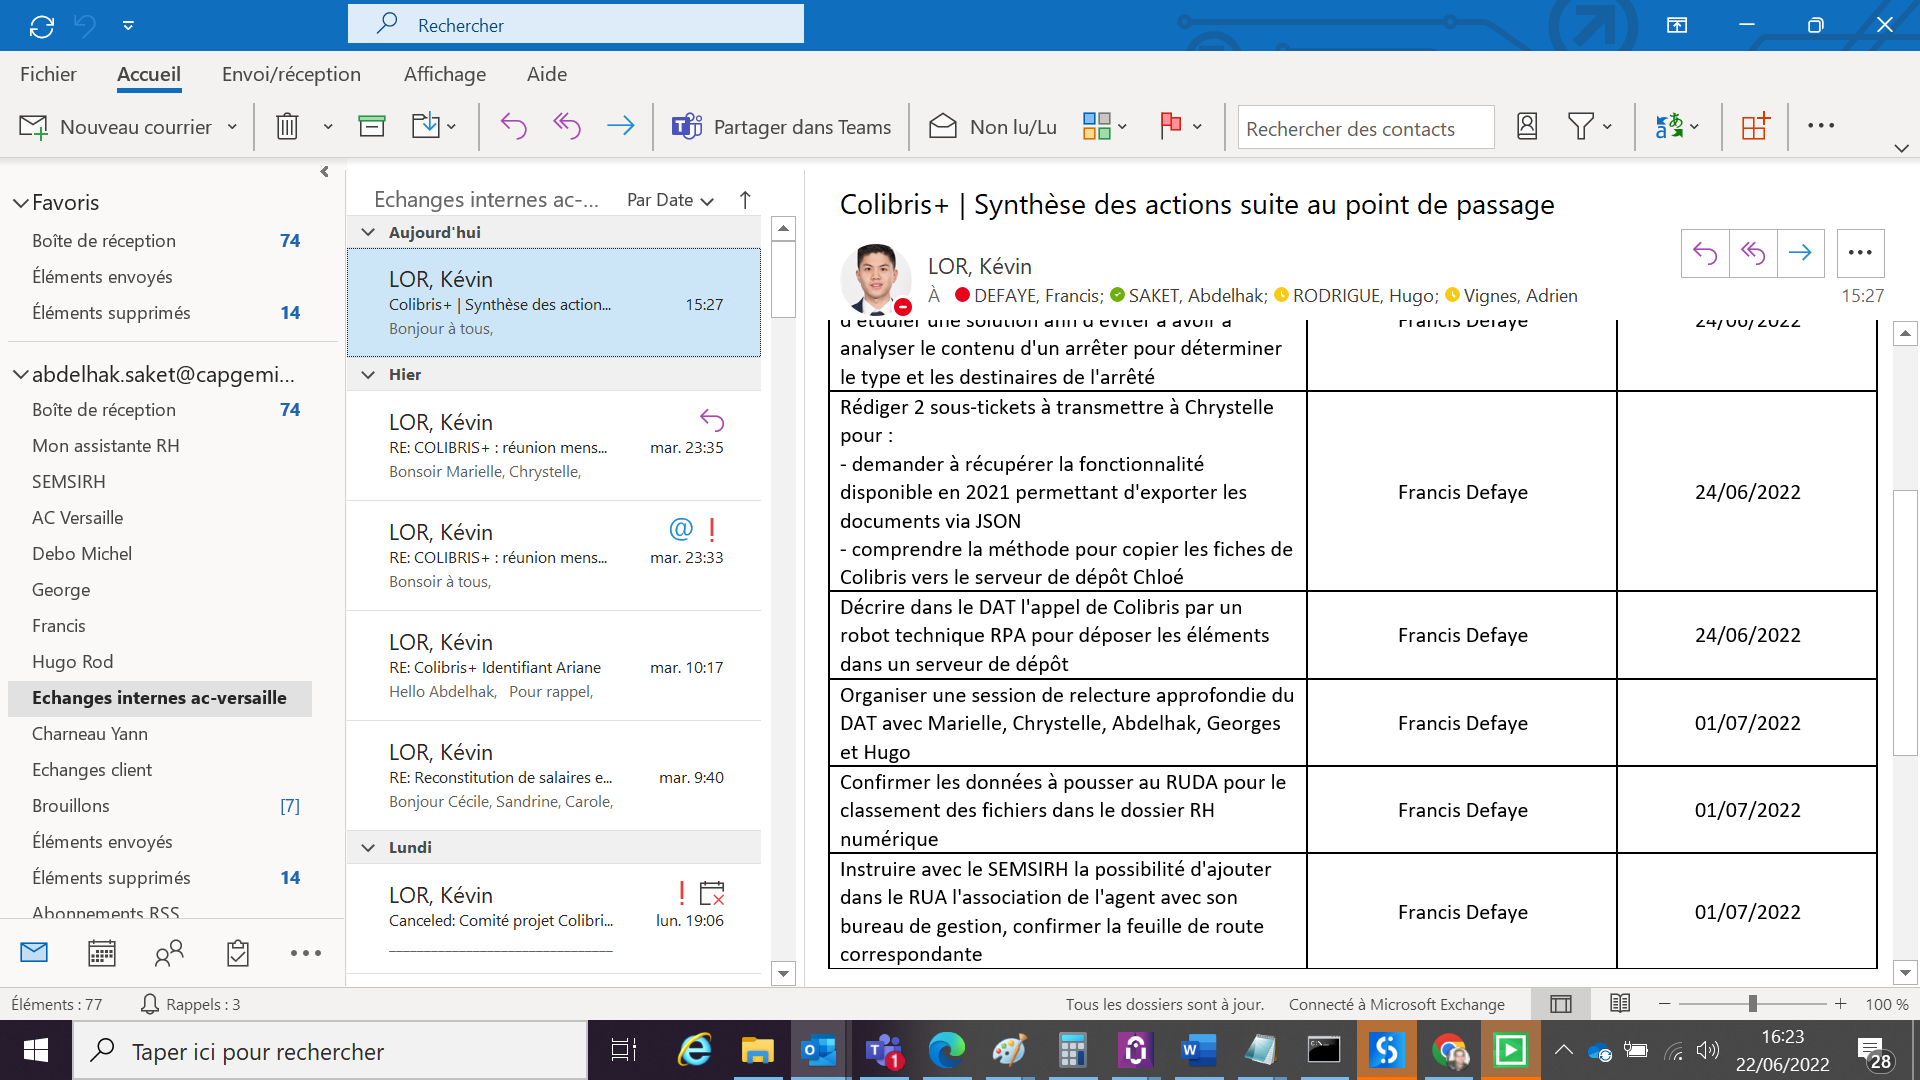 Rechercher
Fichier
Accueil
Envoi/réception
Affichage
Aide
Nouveau courrier
Partager dans Teams
Non lu/Lu
Rechercher des contacts
Favoris
Boîte de réception 74
Éléments envoyés
Éléments supprimés 14
abdelhak.saket@capgemi...
Boîte de réception 74
Mon assistante RH
SEMSIRH
AC Versaille
Debo Michel
George
Francis
Hugo Rod
Echanges internes ac-versaille
Charneau Yann
Echanges client
Brouillons [7]
Éléments envoyés
Éléments supprimés 14
Abonnements RSS
Echanges internes ac-... Par Date
Aujourd'hui
LOR, Kévin
Colibris+ | Synthèse des action... 15:27
Bonjour à tous,
Hier
LOR, Kévin
RE: COLIBRIS+ : réunion mens... mar. 23:35
Bonsoir Marielle, Chrystelle,
LOR, Kévin
RE: COLIBRIS+ : réunion mens... mar. 23:33
Bonsoir à tous,
LOR, Kévin
RE: Colibris+ Identifiant Ariane mar. 10:17
Hello Abdelhak, Pour rappel,
LOR, Kévin
RE: Reconstitution de salaires e... mar. 9:40
Bonjour Cécile, Sandrine, Carole,
Lundi
LOR, Kévin
Canceled: Comité projet Colibri... lun. 19:06
Colibris+ | Synthèse des actions suite au point de passage
LOR, Kévin
À DEFAYE, Francis; SAKET, Abdelhak; RODRIGUE, Hugo; Vignes, Adrien 15:27
d'étudier une solution afin d'éviter à avoir à
analyser le contenu d'un arrêter pour déterminer
le type et les destinaires de l'arrêté
Francis Defaye
24/06/2022
Rédiger 2 sous-tickets à transmettre à Chrystelle
pour :
- demander à récupérer la fonctionnalité
disponible en 2021 permettant d'exporter les
documents via JSON
- comprendre la méthode pour copier les fiches de
Colibris vers le serveur de dépôt Chloé
Francis Defaye
24/06/2022
Décrire dans le DAT l'appel de Colibris par un
robot technique RPA pour déposer les éléments
dans un serveur de dépôt
Francis Defaye
24/06/2022
Organiser une session de relecture approfondie du
DAT avec Marielle, Chrystelle, Abdelhak, Georges
et Hugo
Francis Defaye
01/07/2022
Confirmer les données à pousser au RUDA pour le
classement des fichiers dans le dossier RH
numérique
Francis Defaye
01/07/2022
Instruire avec le SEMSIRH la possibilité d'ajouter
dans le RUA l'association de l'agent avec son
bureau de gestion, confirmer la feuille de route
correspondante
Francis Defaye
01/07/2022
Éléments : 77
Rappels : 3
Tous les dossiers sont à jour.
Connecté à Microsoft Exchange
100 %
Taper ici pour rechercher
1
16:23
22/06/2022
28